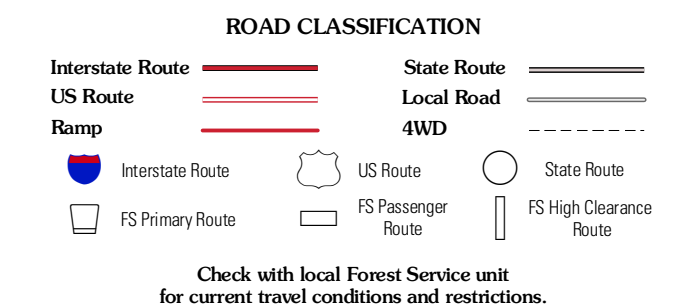 ROAD CLASSIFICATION
Interstate Route
State Route
US Route
Local Road
Ramp
4WD
Interstate Route
US Route
State Route
FS Primary Route
FS Passenger
Route
FS High Clearance
Route
Check with local Forest Service unit
for current travel conditions and restrictions.